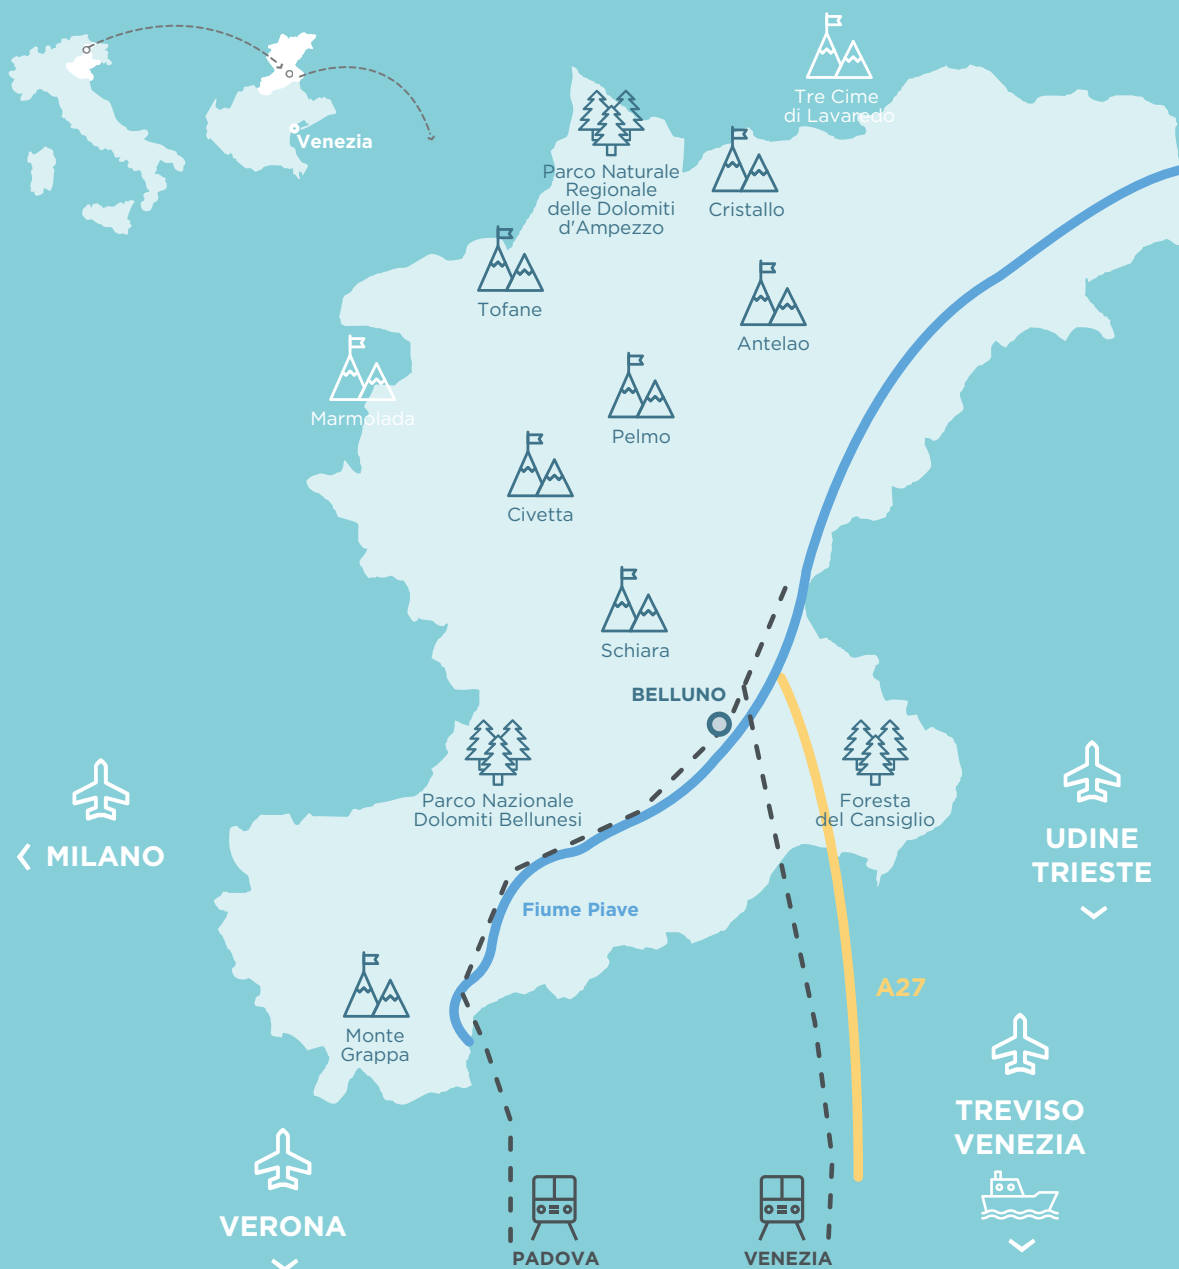 Tre Cime
di Lavaredo
Venezia
Parco Naturale
Regionale
delle Dolomiti
d'Ampezzo
Cristallo
Tofane
Antelao
Marmolada
Pelmo
Civetta
Schiara
BELLUNO
Parco Nazionale
Dolomiti Bellunesi
Foresta
del Cansiglio
MILANO
UDINE
TRIESTE
Fiume Piave
A27
Monte
Grappa
TREVISO
VENEZIA
VERONA
PADOVA
VENEZIA